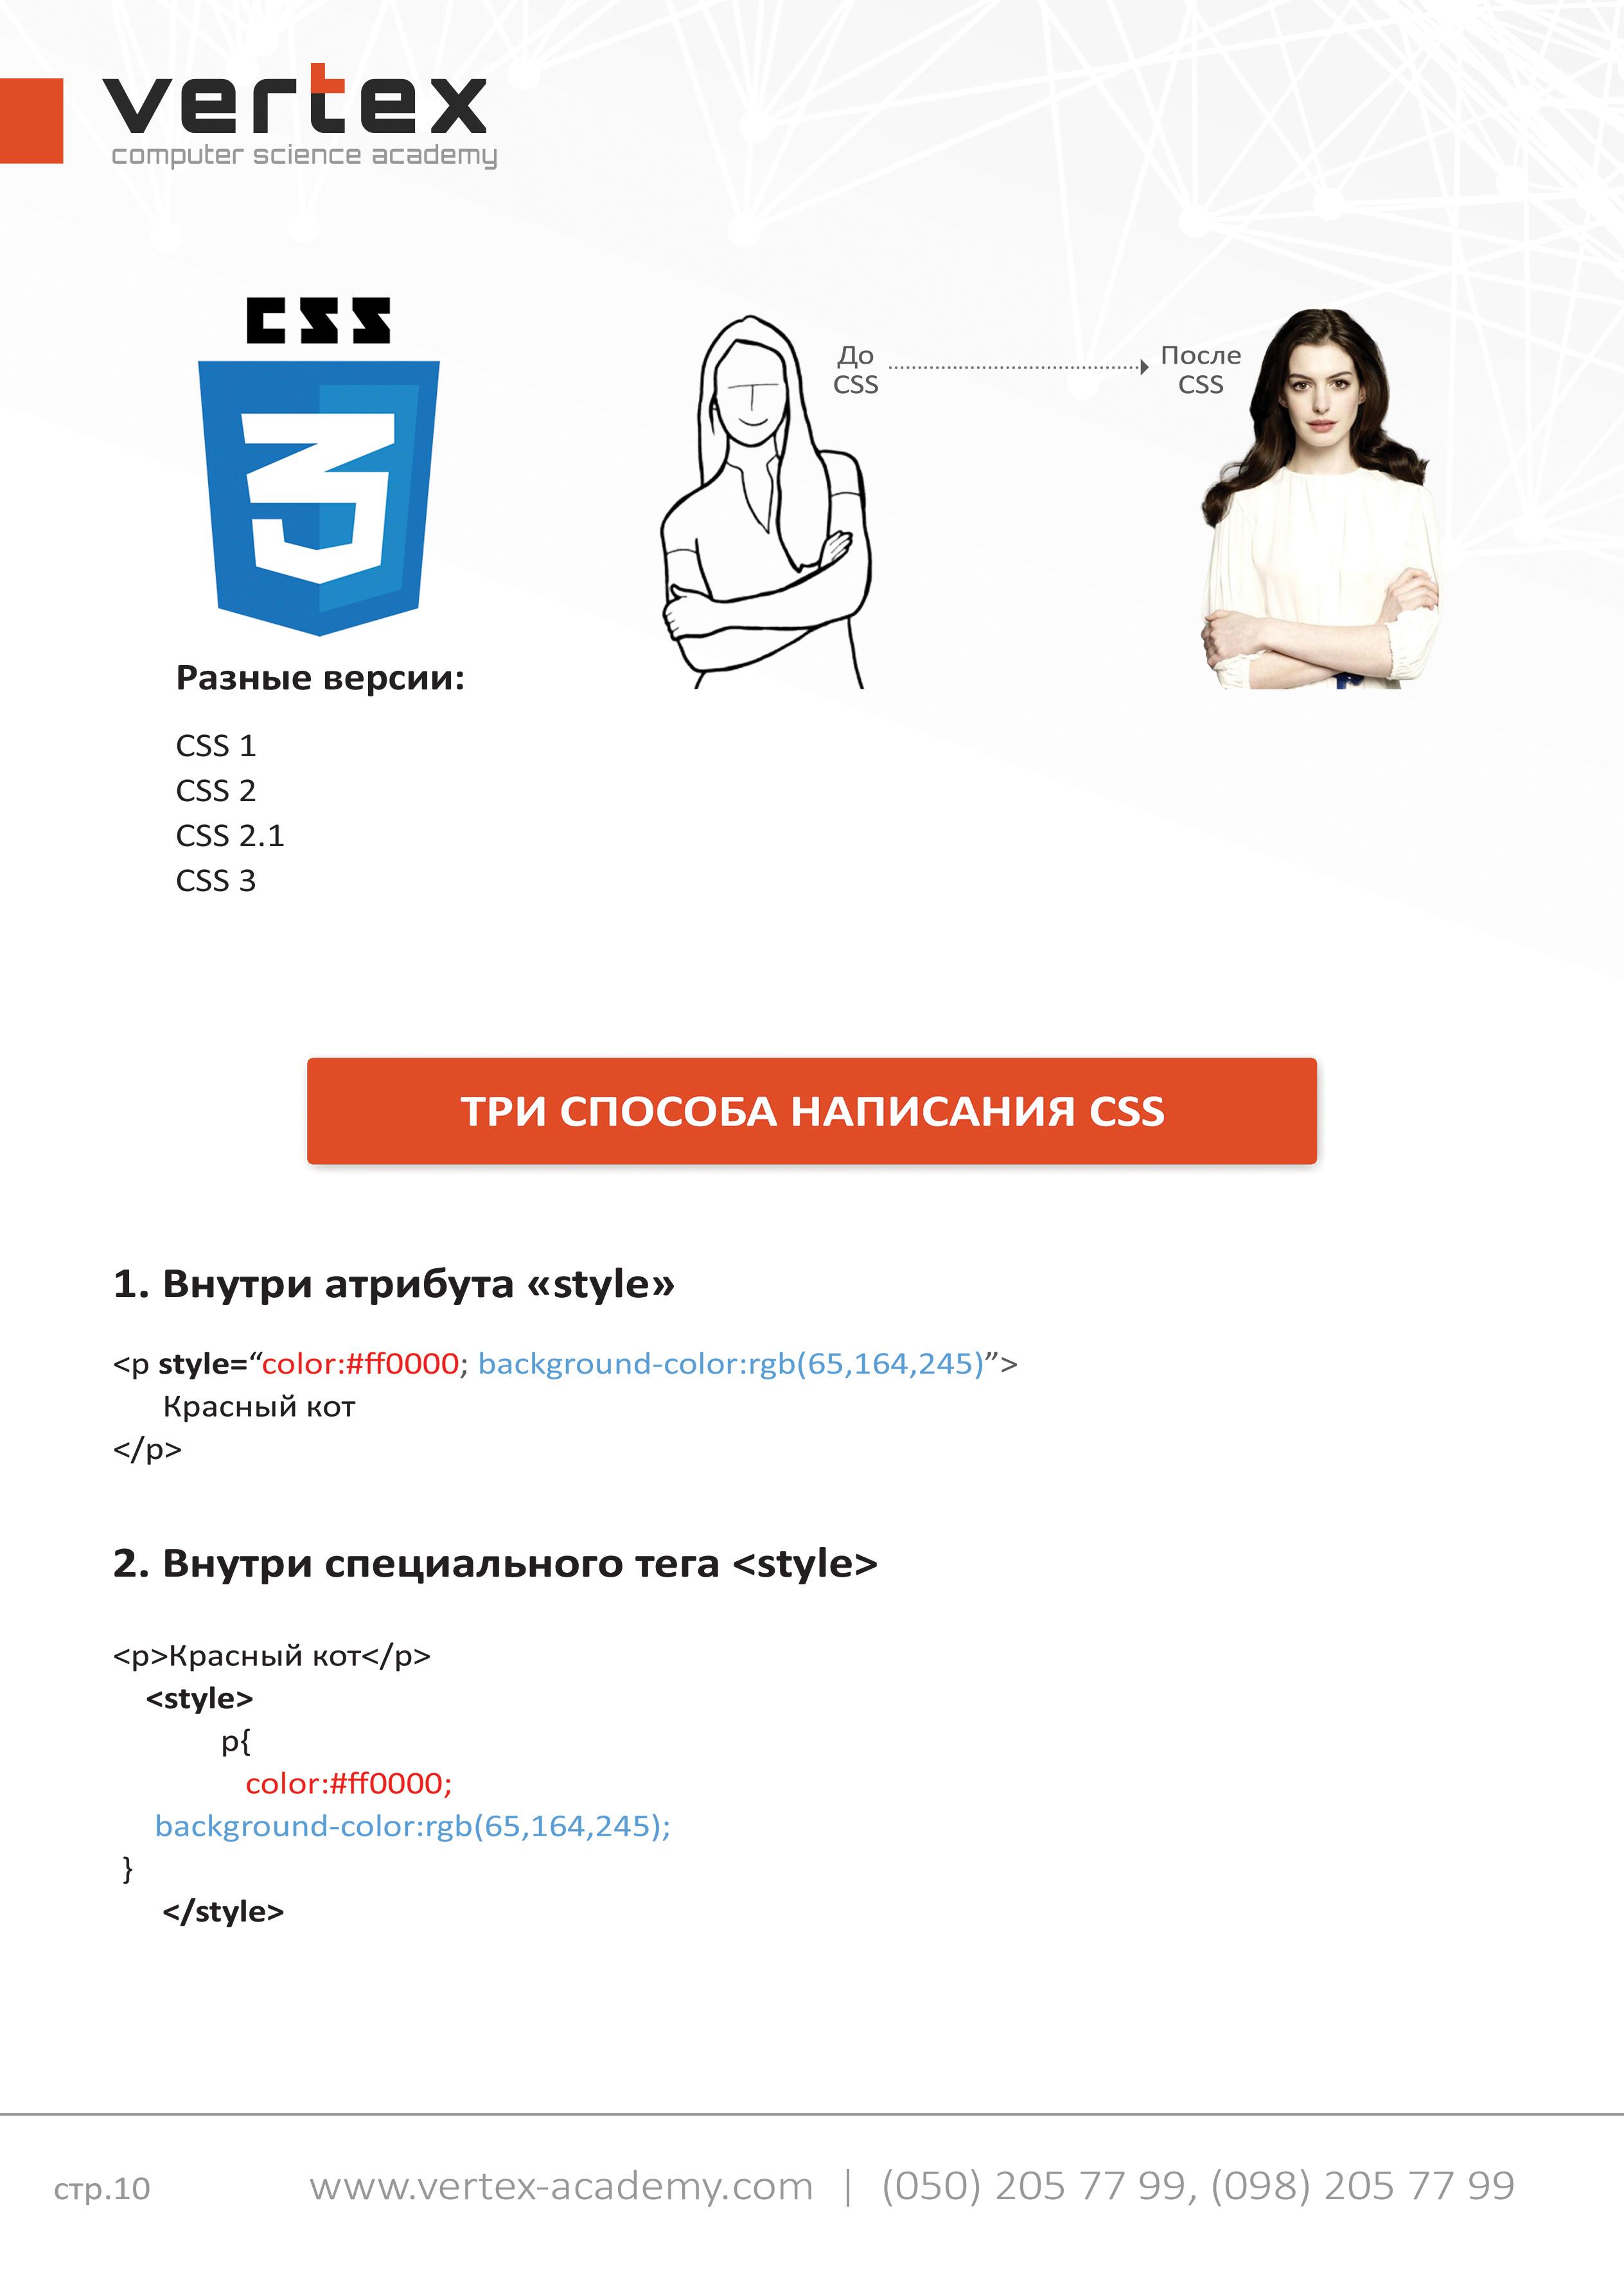 vertex
computer science academy
CSS
3
До
CSS
После
CSS
Разные версии:
CSS 1
CSS 2
CSS 2.1
CSS 3
ТРИ СПОСОБА НАПИСАНИЯ CSS
1. Внутри атрибута «style»
<p style=“color:#ff0000; background-color:rgb(65,164,245)”>
Красный кот
</p>
2. Внутри специального тега <style>
<p>Красный кот</p>
<style>
p{
color:#ff0000;
background-color:rgb(65,164,245);
}
</style>
стр.10
www.vertex-academy.com | (050) 205 77 99, (098) 205 77 99